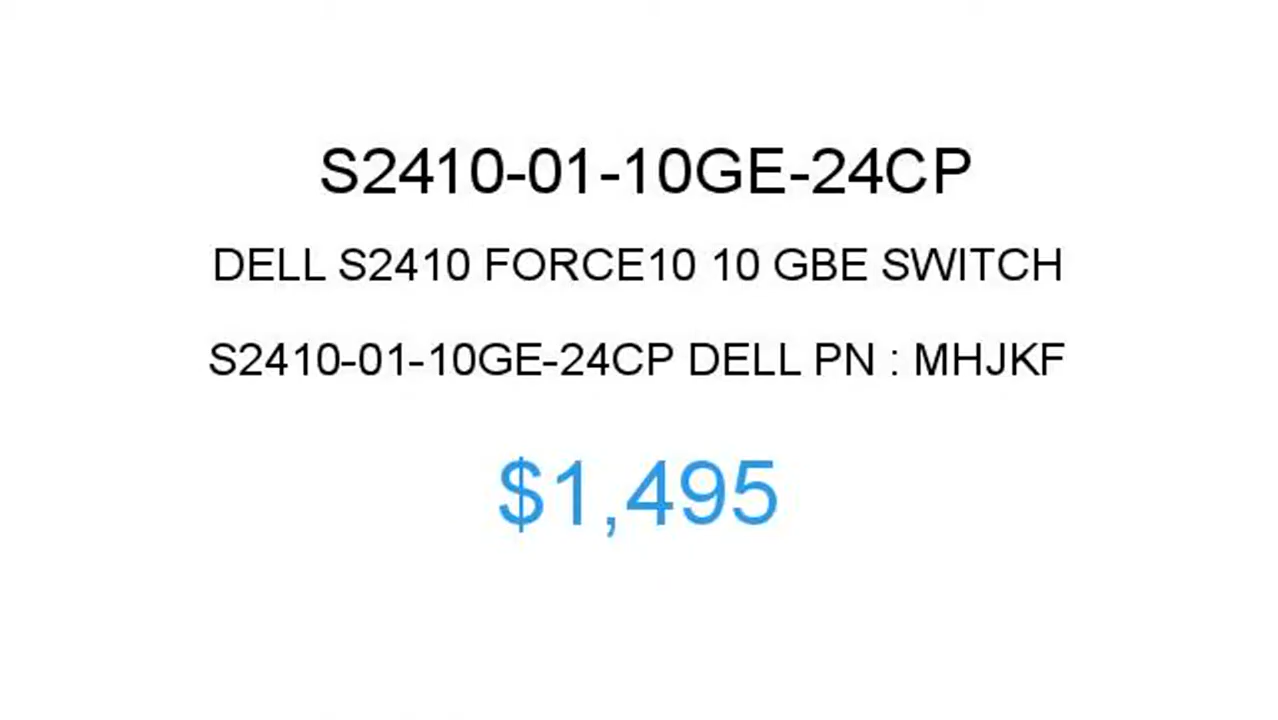 S2410-01-10GE-24CP
DELL S2410 FORCE10 10 GBE SWITCH
S2410-01-10GE-24CP DELL PN : MHJKF
$1,495